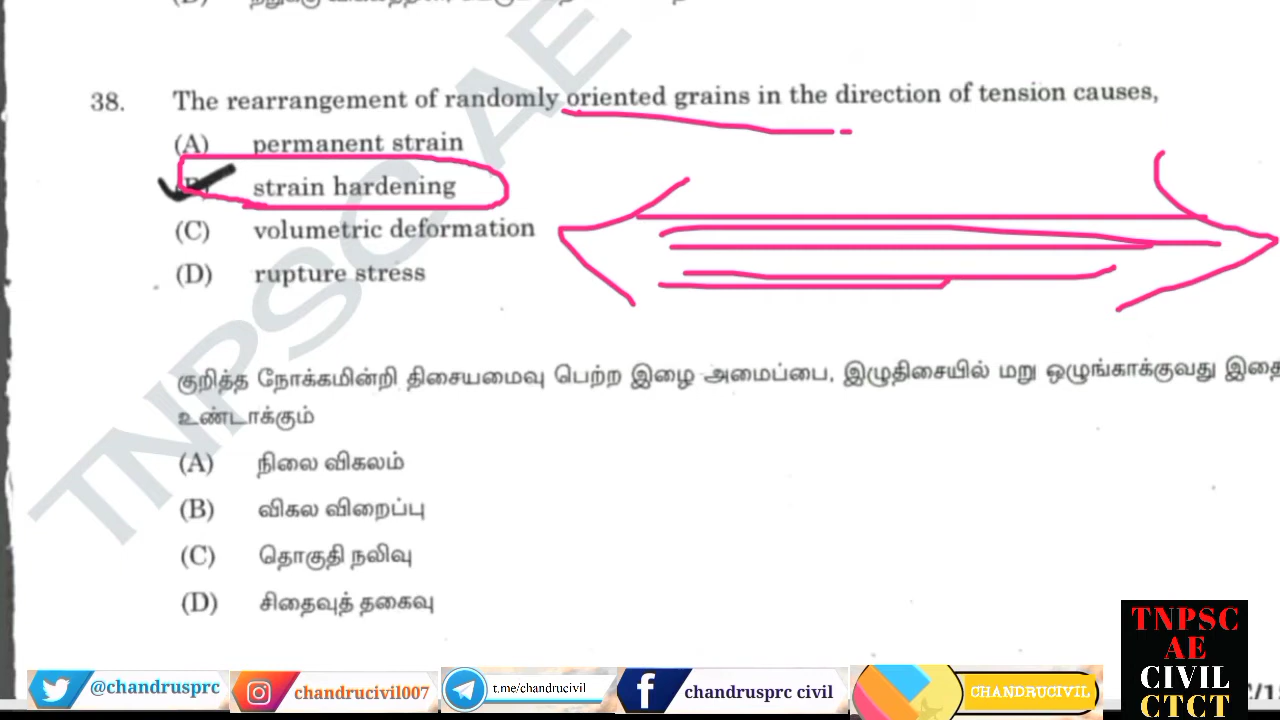 38. The rearrangement of randomly oriented grains in the direction of tension causes,
(A) permanent strain
strain hardening
(C) volumetric deformation
(D) rupture stress
குறித்த நோக்கமின்றி திசையமைவு பெற்ற இழை அமைப்பை, இழுதிசையில் மறு ஒழுங்காக்குவது இதை
உண்டாக்கும்
(A) நிலை விகலம்
(B) விகல விறைப்பு
(C) தொகுதி நலிவு
(D) சிதைவுத் தகைவு
TNPSC AE
TNPSC
AE
CIVIL
CTCT
@chandrusprc
chandrucivil007
t.me/chandrucivil
chandrusprc civil
CHANDRUCIVIL